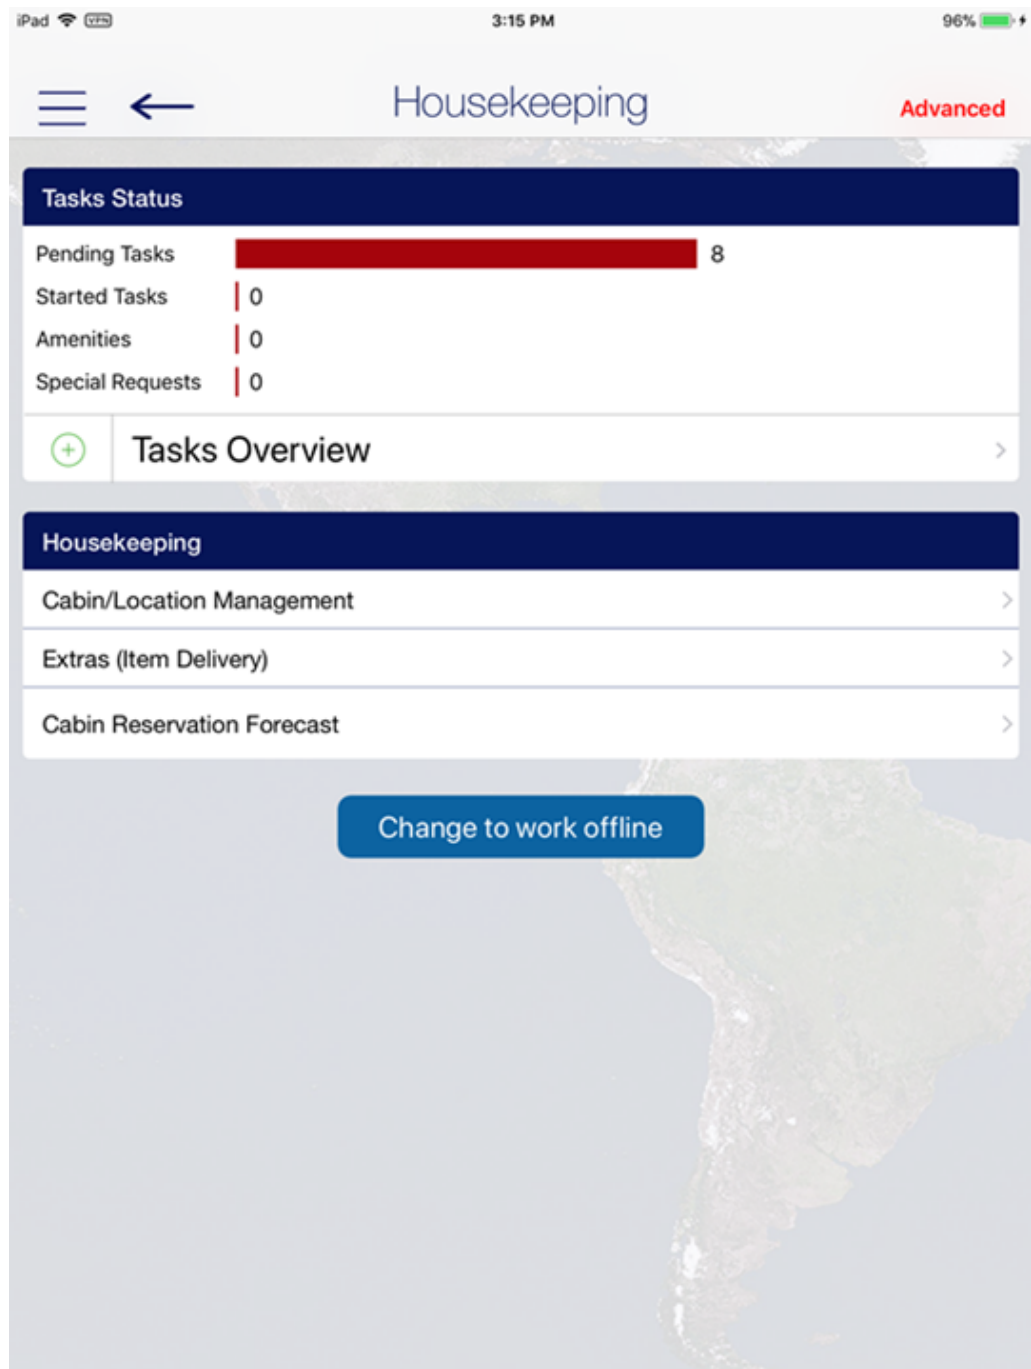 iPad VPN 3:15 PM 96%
Housekeeping Advanced
Tasks Status
Pending Tasks 8
Started Tasks 0
Amenities 0
Special Requests 0
Tasks Overview
Housekeeping
Cabin/Location Management
Extras (Item Delivery)
Cabin Reservation Forecast
Change to work offline